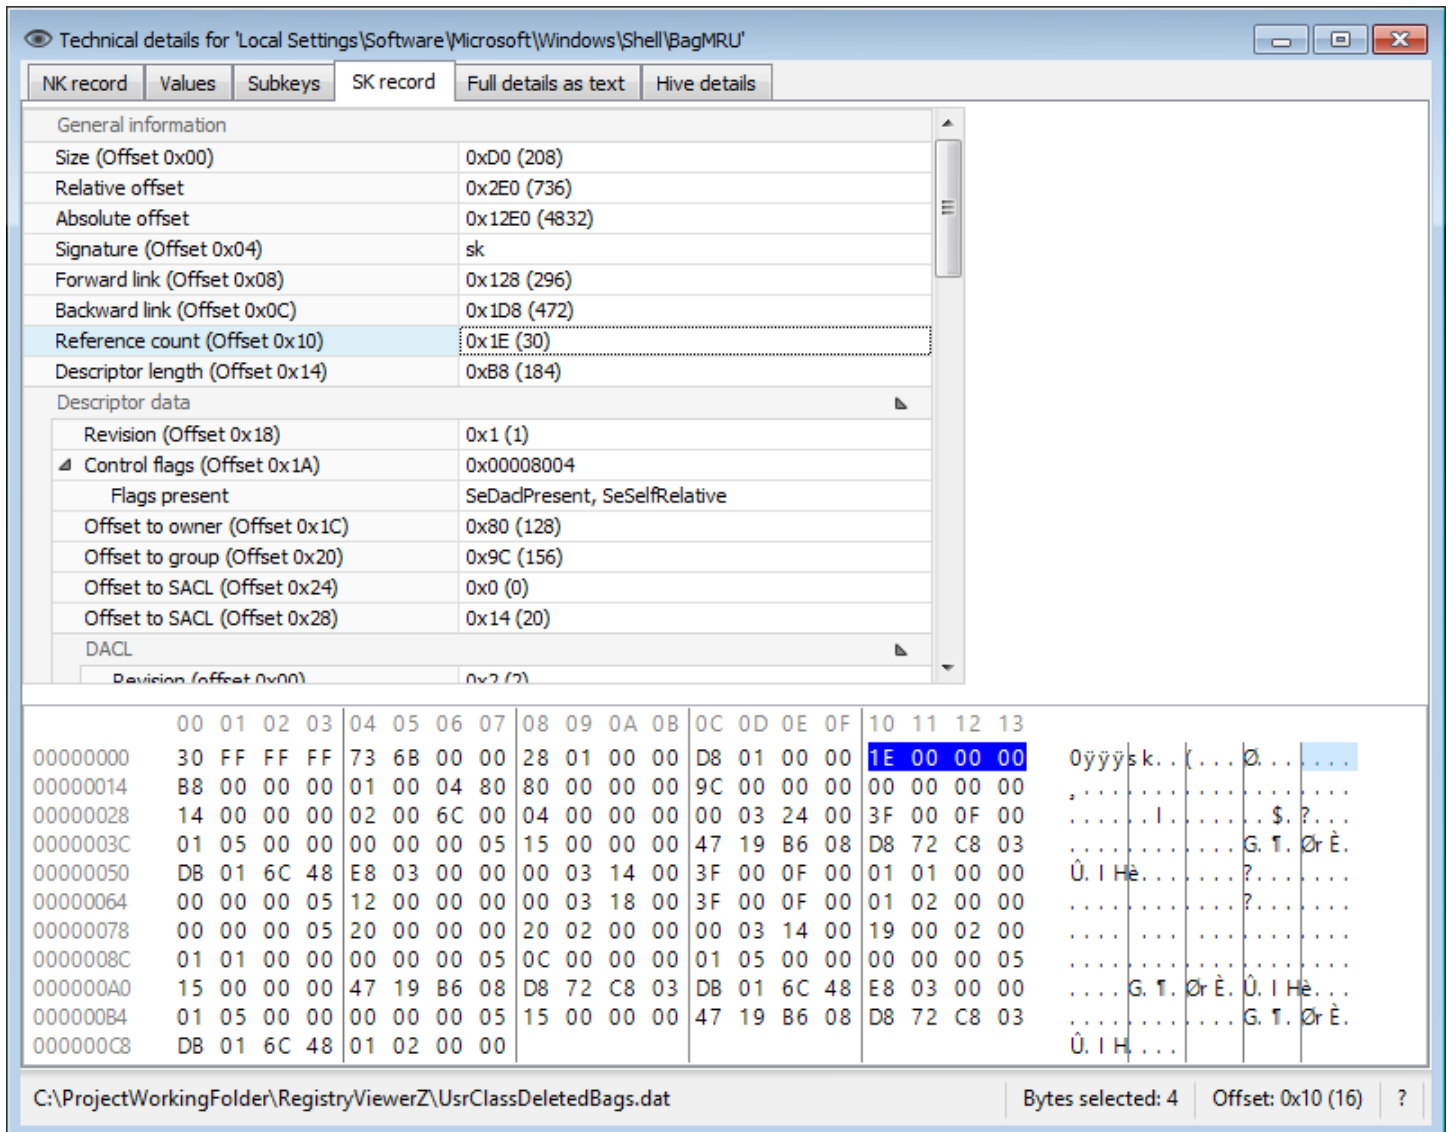 Technical details for 'Local Settings\Software\Microsoft\Windows\Shell\BagMRU'
NK record Values Subkeys SK record Full details as text Hive details
General information
Size (Offset 0x00) 0xD0 (208)
Relative offset 0x2E0 (736)
Absolute offset 0x12E0 (4832)
Signature (Offset 0x04) sk
Forward link (Offset 0x08) 0x128 (296)
Backward link (Offset 0x0C) 0x1D8 (472)
Reference count (Offset 0x10) 0x1E (30)
Descriptor length (Offset 0x14) 0xB8 (184)
Descriptor data
Revision (Offset 0x18) 0x1 (1)
Control flags (Offset 0x1A) 0x00008004
Flags present SeDaclPresent, SeSelfRelative
Offset to owner (Offset 0x1C) 0x80 (128)
Offset to group (Offset 0x20) 0x9C (156)
Offset to SACL (Offset 0x24) 0x0 (0)
Offset to SACL (Offset 0x28) 0x14 (20)
DACL
Revision (offset 0x00) 0x2 (2)
00 01 02 03 04 05 06 07 08 09 0A 0B 0C 0D 0E 0F 10 11 12 13
00000000 30 FF FF FF 73 6B 00 00 28 01 00 00 D8 01 00 00 1E 00 00 00 0ÿÿÿsk..(...Ø.......
00000014 B8 00 00 00 01 00 04 80 80 00 00 00 9C 00 00 00 00 00 00 00 ¸...................
00000028 14 00 00 00 02 00 6C 00 04 00 00 00 00 03 24 00 3F 00 0F 00 ......l.......$.?...
0000003C 01 05 00 00 00 00 00 05 15 00 00 00 47 19 B6 08 D8 72 C8 03 ............G.¶.ØrÈ.
00000050 DB 01 6C 48 E8 03 00 00 00 03 14 00 3F 00 0F 00 01 01 00 00 Û.lHè.......?.......
00000064 00 00 00 05 12 00 00 00 00 03 18 00 3F 00 0F 00 01 02 00 00 ............?.......
00000078 00 00 00 05 20 00 00 00 20 02 00 00 00 03 14 00 19 00 02 00 .... ... ...........
0000008C 01 01 00 00 00 00 00 05 0C 00 00 00 01 05 00 00 00 00 00 05 ....................
000000A0 15 00 00 00 47 19 B6 08 D8 72 C8 03 DB 01 6C 48 E8 03 00 00 ....G.¶.ØrÈ.Û.lHè...
000000B4 01 05 00 00 00 00 00 05 15 00 00 00 47 19 B6 08 D8 72 C8 03 ............G.¶.ØrÈ.
000000C8 DB 01 6C 48 01 02 00 00 Û.lH....
C:\ProjectWorkingFolder\RegistryViewerZ\UsrClassDeletedBags.dat Bytes selected: 4 Offset: 0x10 (16) ?